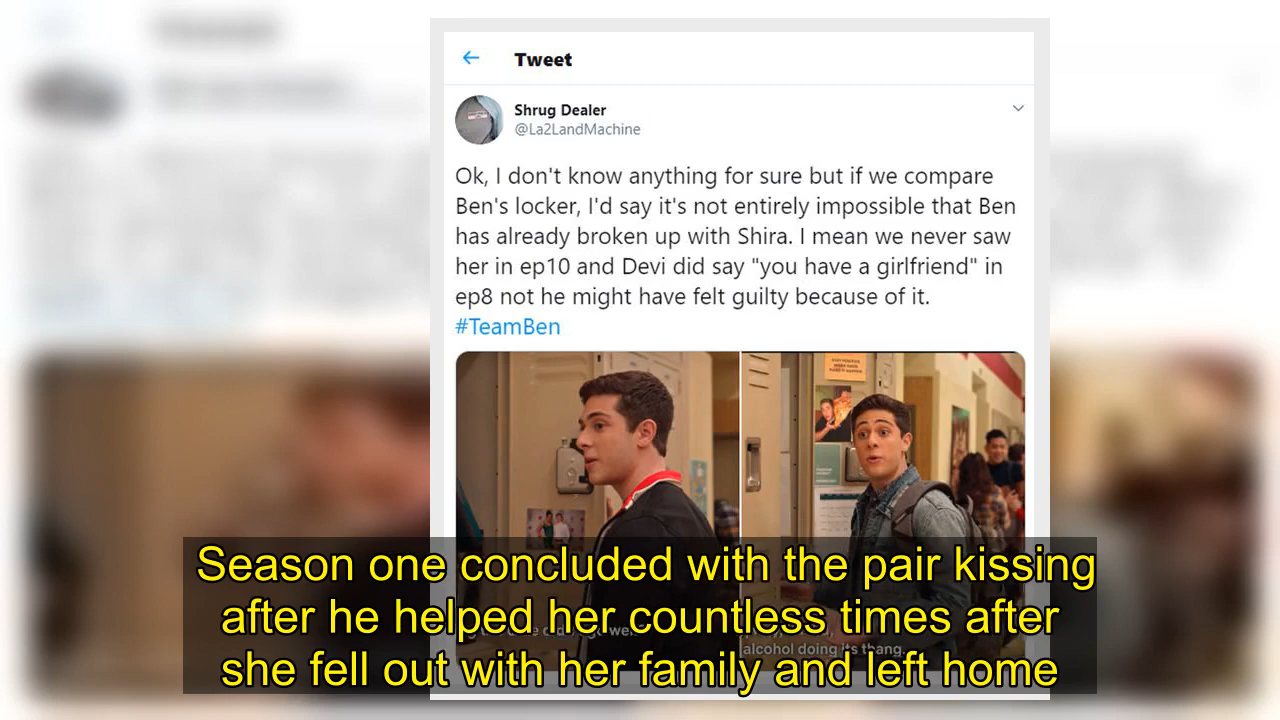 Tweet
Shrug Dealer
@La2LandMachine
Ok, I don't know anything for sure but if we compare
Ben's locker, I'd say it's not entirely impossible that Ben
has already broken up with Shira. I mean we never saw
her in ep10 and Devi did say "you have a girlfriend" in
ep8 not he might have felt guilty because of it.
#TeamBen
alcohol doing its thang.
Season one concluded with the pair kissing
after he helped her countless times after
she fell out with her family and left home